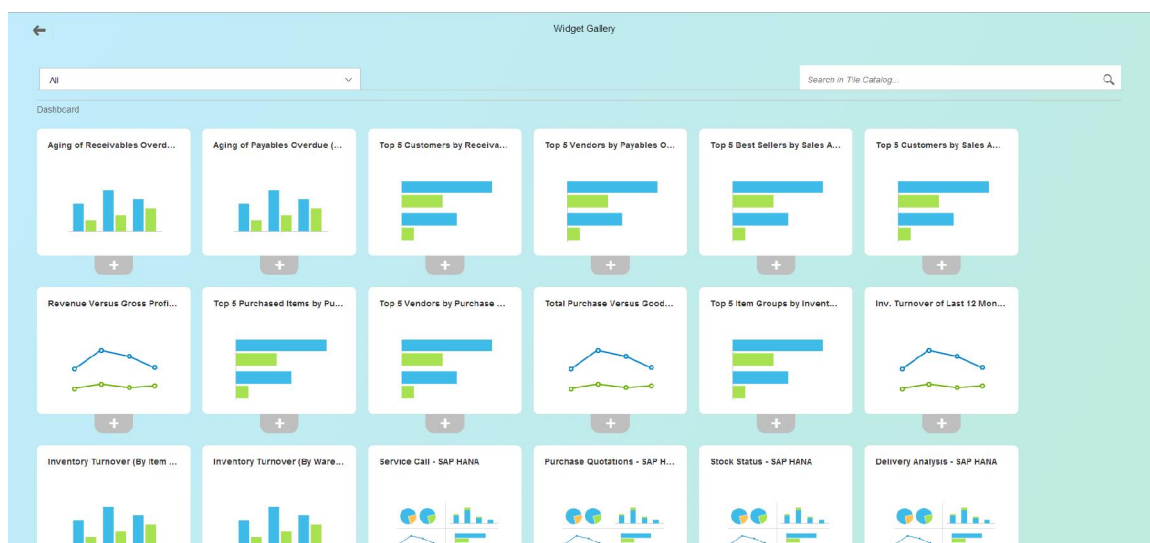 Widget Gallery
All
Search in Tile Catalog...
Dashboard
Aging of Receivables Overd...
Aging of Payables Overdue (...
Top 5 Customers by Receiva...
Top 5 Vendors by Payables O...
Top 5 Best Sellers by Sales A...
Top 5 Customers by Sales A...
Revenue Versus Gross Profi...
Top 5 Purchased Items by Pu...
Top 5 Vendors by Purchase ...
Total Purchase Versus Good...
Top 5 Item Groups by Invent...
Inv. Turnover of Last 12 Mon...
Inventory Turnover (By Item ...
Inventory Turnover (By Ware...
Service Call - SAP HANA
Purchase Quotations - SAP H...
Stock Status - SAP HANA
Delivery Analysis - SAP HANA